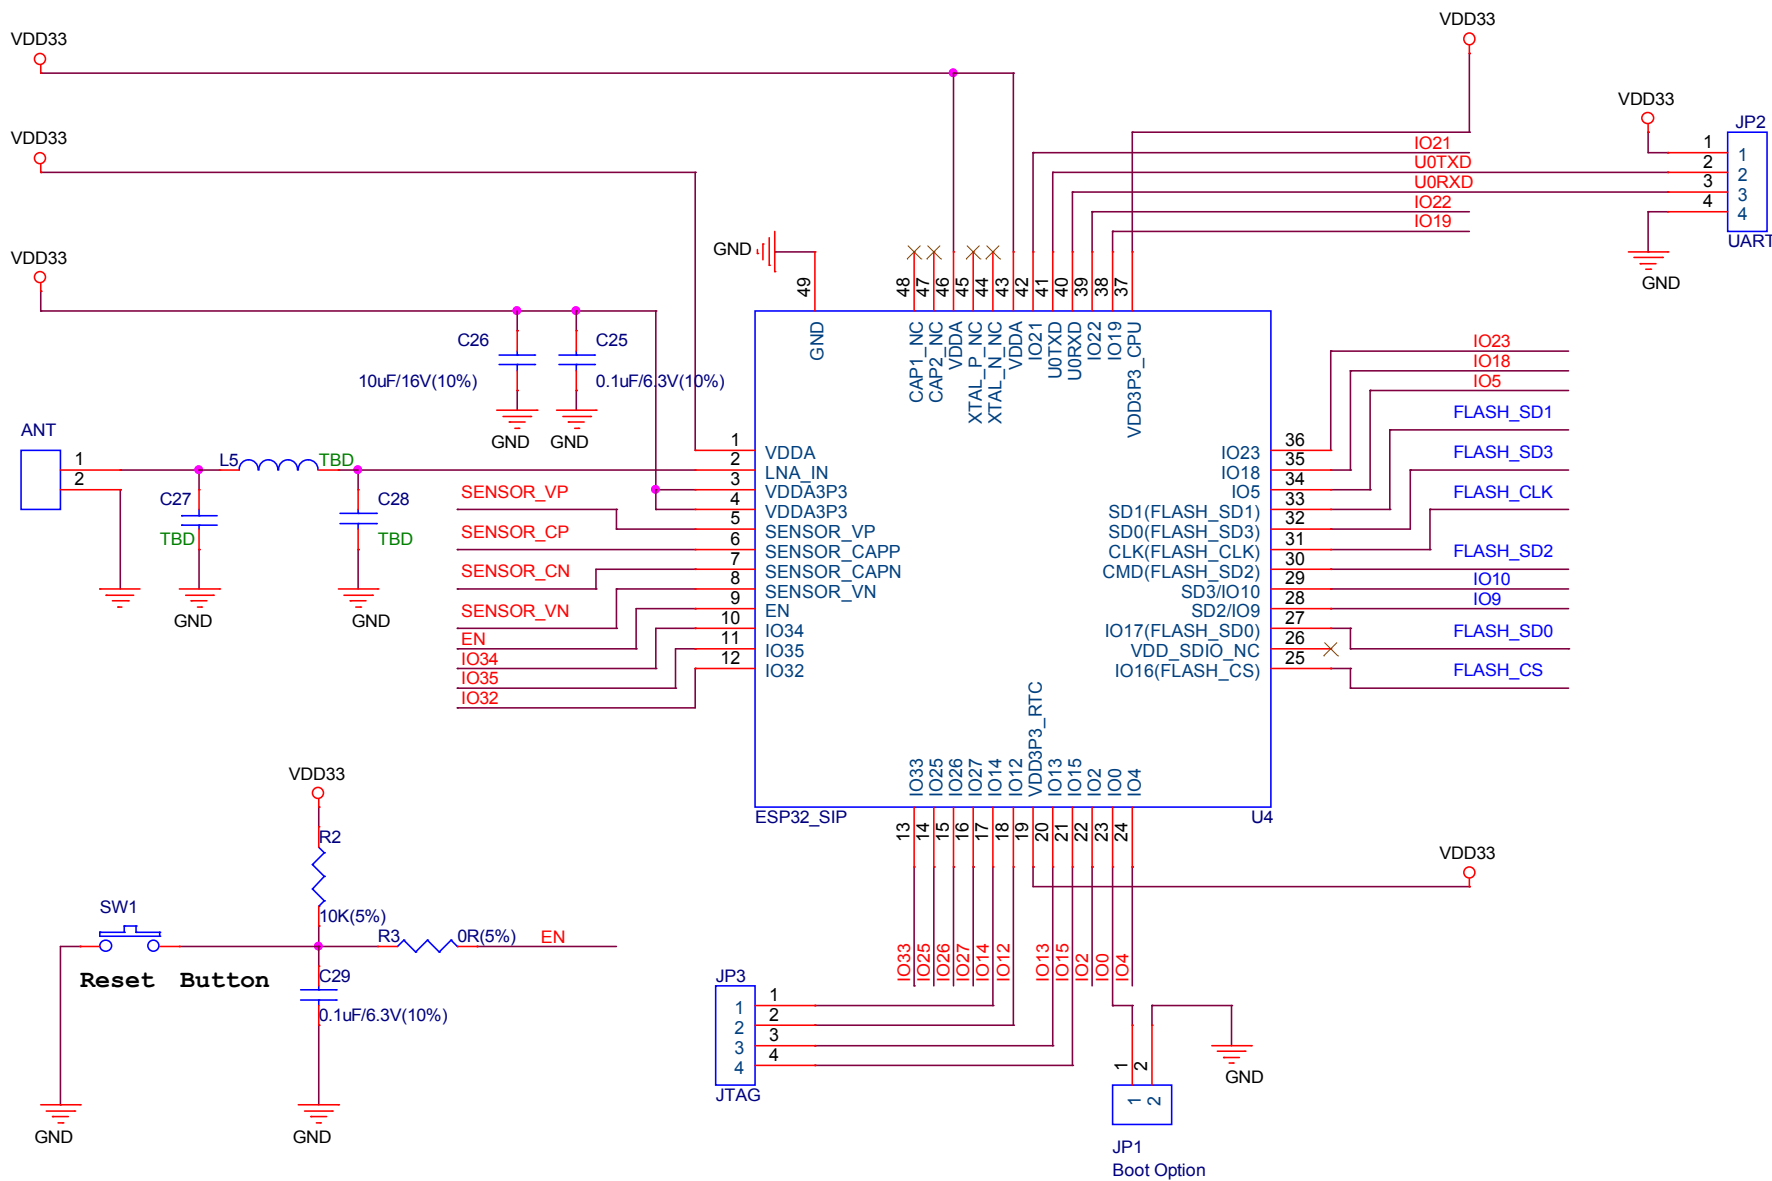 VDD33
VDD33
VDD33
VDD33
VDD33
JP2
UART
1
2
3
4
1
2
3
4
GND
IO21
U0TXD
U0RXD
IO22
IO19
GND
49
48
47
46
45
44
43
42
41
40
39
38
37
GND
CAP1_NC
CAP2_NC
VDDA
XTAL_P_NC
XTAL_N_NC
VDDA
IO21
U0TXD
U0RXD
IO22
IO19
VDD3P3_CPU
C26
10uF/16V(10%)
GND
C25
0.1uF/6.3V(10%)
GND
ANT
1
2
L5
TBD
C27
TBD
GND
C28
TBD
GND
SENSOR_VP
SENSOR_CP
SENSOR_CN
SENSOR_VN
EN
IO34
IO35
IO32
1
2
3
4
5
6
7
8
9
10
11
12
VDDA
LNA_IN
VDDA3P3
VDDA3P3
SENSOR_VP
SENSOR_CAPP
SENSOR_CAPN
SENSOR_VN
EN
IO34
IO35
IO32
IO23
IO18
IO5
SD1(FLASH_SD1)
SD0(FLASH_SD3)
CLK(FLASH_CLK)
CMD(FLASH_SD2)
SD3/IO10
SD2/IO9
IO17(FLASH_SD0)
VDD_SDIO_NC
IO16(FLASH_CS)
36
35
34
33
32
31
30
29
28
27
26
25
IO23
IO18
IO5
FLASH_SD1
FLASH_SD3
FLASH_CLK
FLASH_SD2
IO10
IO9
FLASH_SD0
FLASH_CS
IO33
IO25
IO26
IO27
IO14
IO12
VDD3P3_RTC
IO13
IO15
IO2
IO0
IO4
ESP32_SIP
U4
13
14
15
16
17
18
19
20
21
22
23
24
VDD33
IO33
IO25
IO26
IO27
IO14
IO12
IO13
IO15
IO2
IO0
IO4
VDD33
R2
10K(5%)
SW1
Reset Button
R3
0R(5%)
EN
C29
0.1uF/6.3V(10%)
GND
GND
JP3
1
2
3
4
1
2
3
4
JTAG
GND
1
2
1
2
JP1
Boot Option